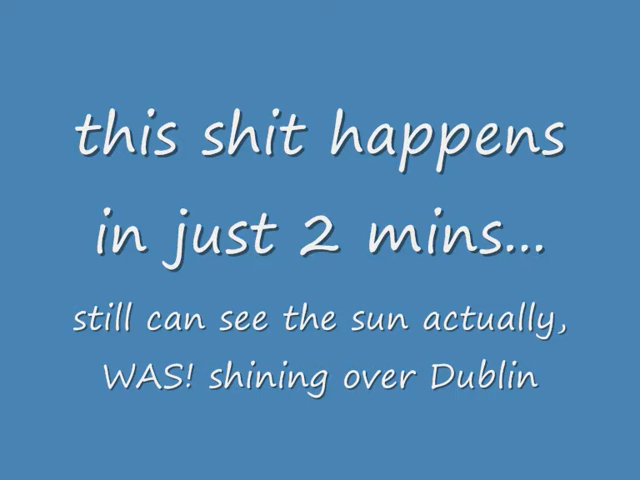 this shit happens
in just 2 mins...
still can see the sun actually,
WAS! shining over Dublin